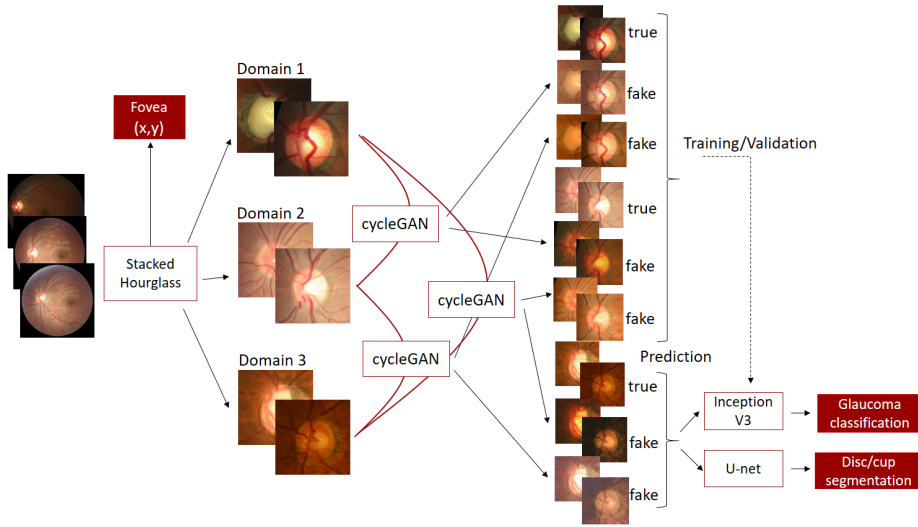 Fovea
(x,y)
Stacked
Hourglass
Domain 1
Domain 2
Domain 3
cycleGAN
cycleGAN
cycleGAN
true
fake
fake
true
fake
fake
Training/Validation
Prediction
true
fake
fake
Inception
V3
U-net
Glaucoma
classification
Disc/cup
segmentation